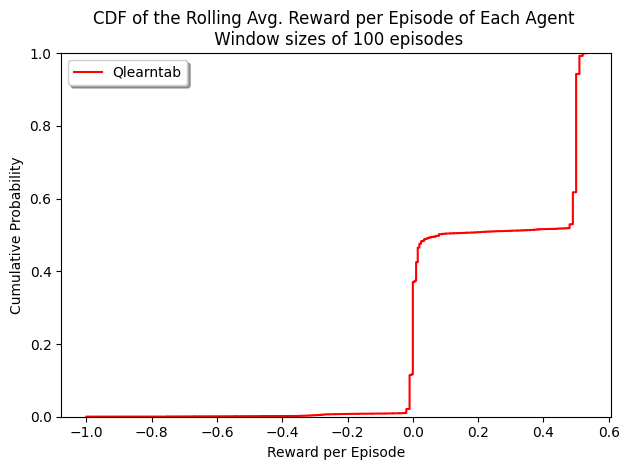 CDF of the Rolling Avg. Reward per Episode of Each Agent
Window sizes of 100 episodes
Qlearntab
1.0
0.8
0.6
0.4
0.2
0.0
Cumulative Probability
−1.0 −0.8 −0.6 −0.4 −0.2 0.0 0.2 0.4 0.6
Reward per Episode